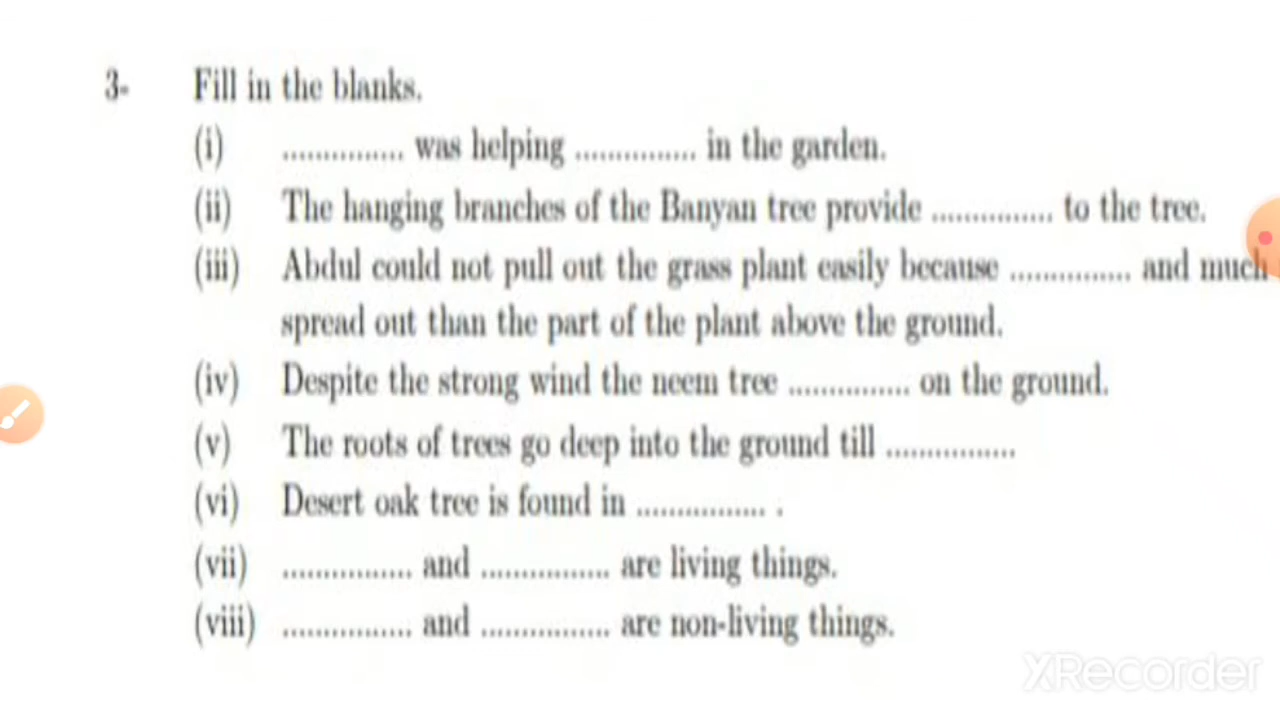 3- Fill in the blanks.
(i) ............... was helping ............... in the garden.
(ii) The hanging branches of the Banyan tree provide ............... to the tree.
(iii) Abdul could not pull out the grass plant easily because ............... and much
spread out than the part of the plant above the ground.
(iv) Despite the strong wind the neem tree ............... on the ground.
(v) The roots of trees go deep into the ground till ................
(vi) Desert oak tree is found in ................ .
(vii) ................ and ................ are living things.
(viii) ................ and ................ are non-living things.
XRecorder